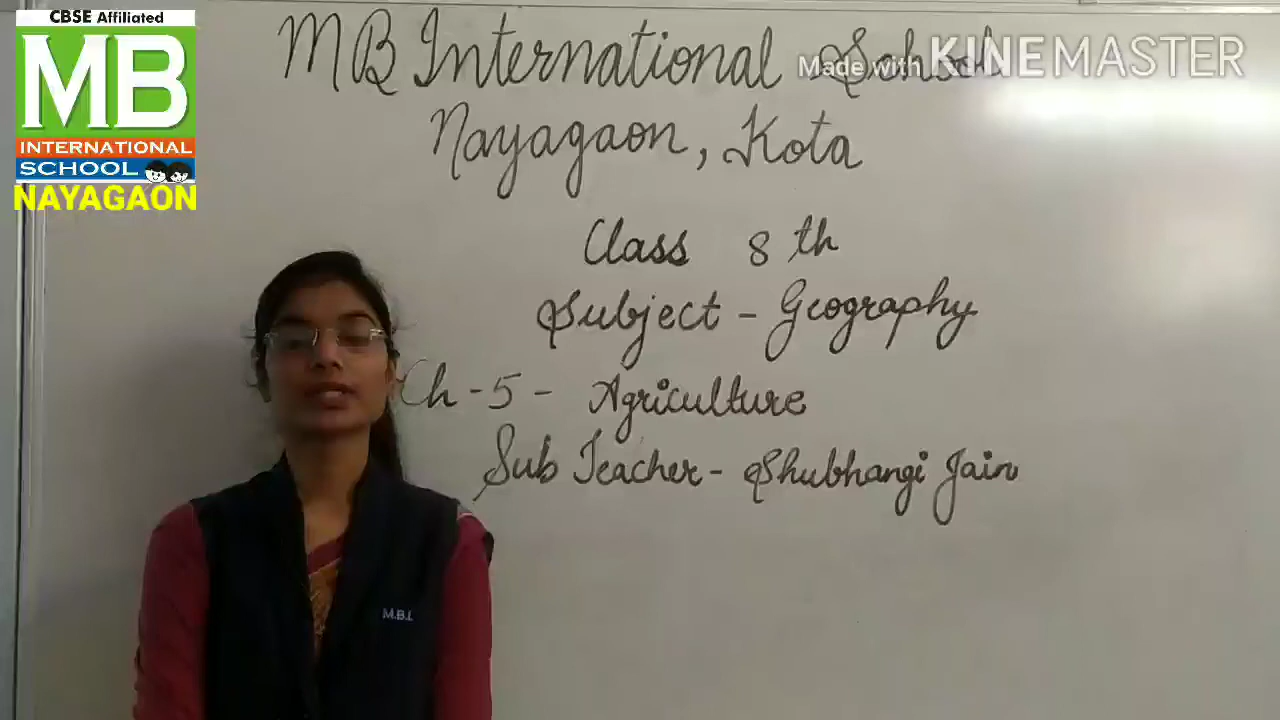 CBSE Affiliated
MB
INTERNATIONAL
SCHOOL
NAYAGAON
MB International School
Made with KINEMASTER
Nayagaon, Kota
Class 8 th
Subject - Geography
Ch - 5 - Agriculture
Sub Teacher - Shubhangi Jain
M.B.I.